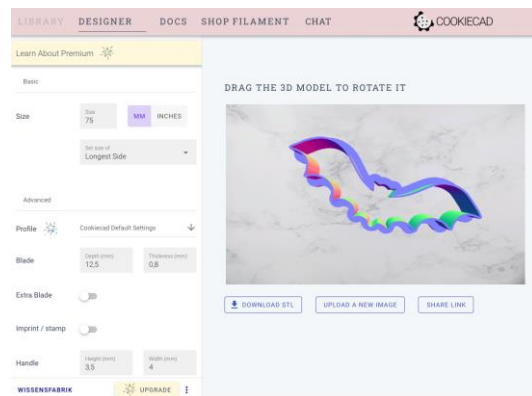 LIBRARY DESIGNER DOCS SHOP FILAMENT CHAT COOKIECAD
Learn About Premium
Basic
Size
Size
75
MM INCHES
Set size of
Longest Side
Advanced
Profile Cookiecad Default Settings
Blade
Depth (mm)
12,5
Thickness (mm)
0,8
Extra Blade
Imprint / stamp
Handle
Height (mm)
3,5
Width (mm)
4
WISSENSFABRIK UPGRADE
DRAG THE 3D MODEL TO ROTATE IT
DOWNLOAD STL UPLOAD A NEW IMAGE SHARE LINK